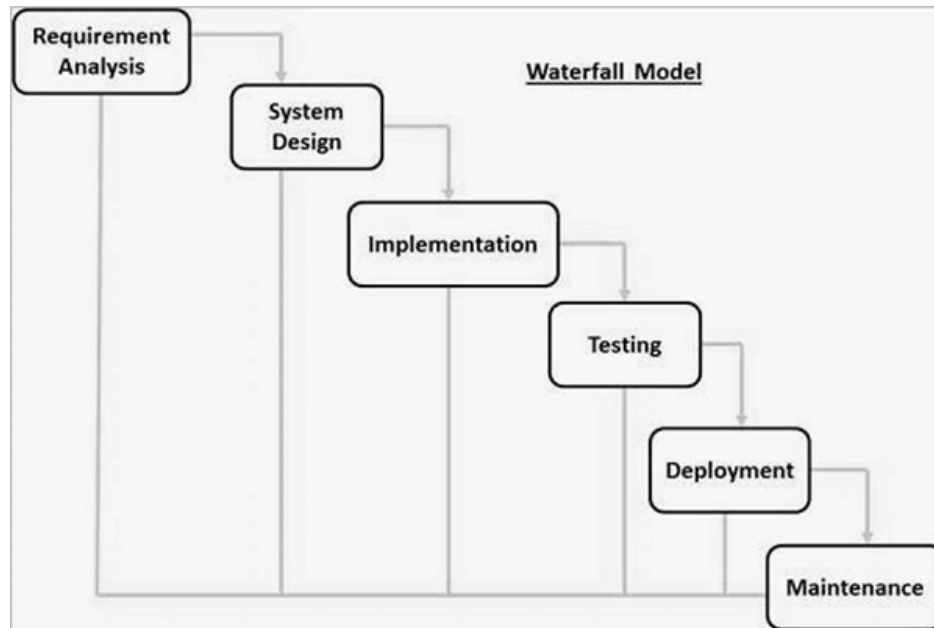 Requirement
Analysis
Waterfall Model
System
Design
Implementation
Testing
Deployment
Maintenance